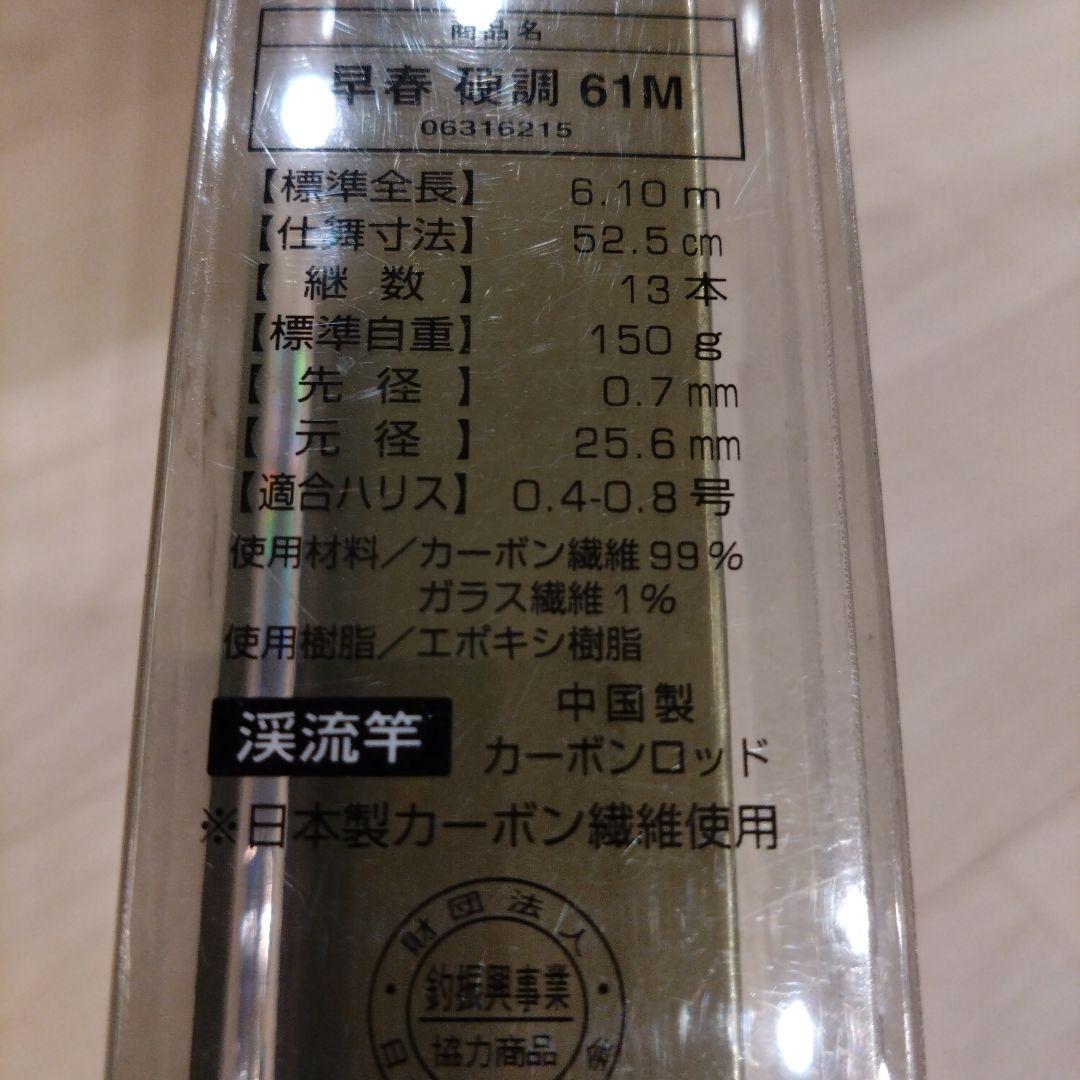 商品名
早春 硬調 61M
06316215
【標準全長】 6.10 m
【仕舞寸法】 52.5 cm
【継数】 13 本
【標準自重】 150 g
【先径】 0.7 mm
【元径】 25.6 mm
【適合ハリス】 0.4-0.8 号
使用材料/カーボン繊維 99%
ガラス繊維 1%
使用樹脂/エポキシ樹脂
渓流竿
中国製
カーボンロッド
※日本製カーボン繊維使用
財団法人
釣振興事業
協力商品
日